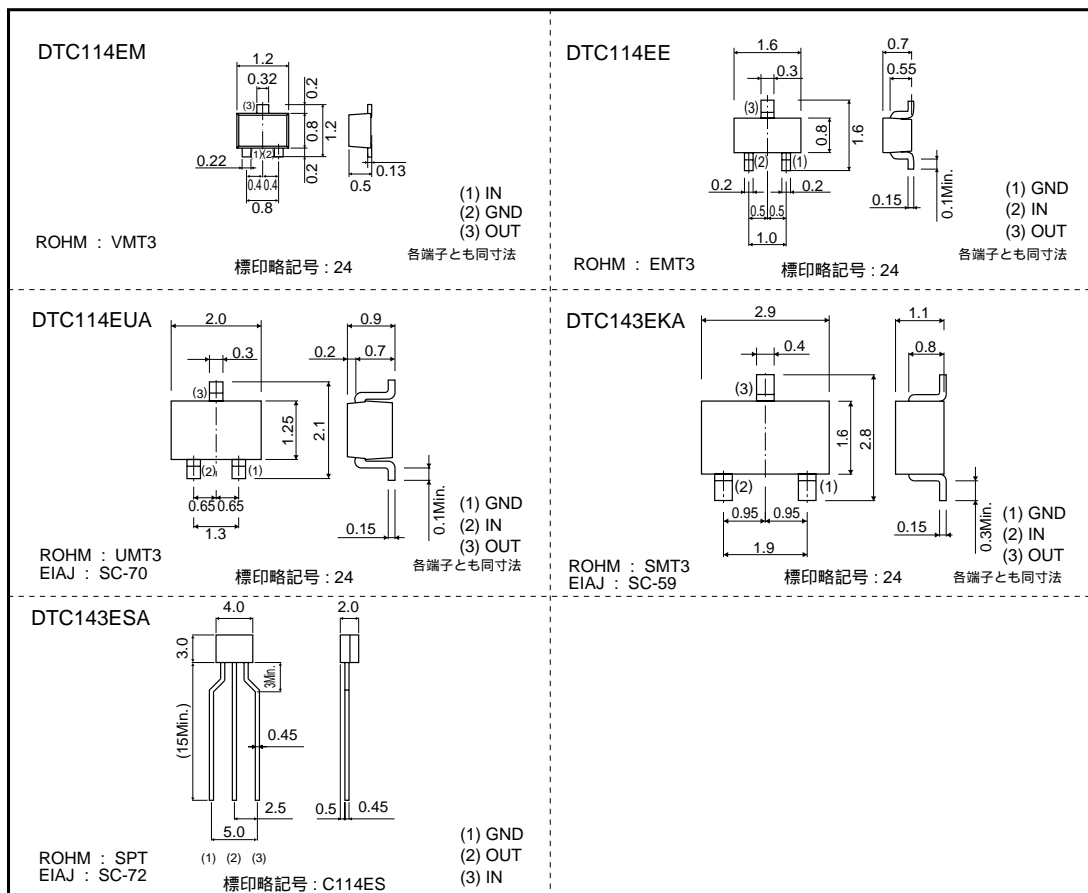 DTC114EM
1.2
0.32
0.2
(3)
0.8
1.2
(1) (2)
0.2
0.22
0.4 0.4
0.8
0.5
0.13
(1) IN
(2) GND
(3) OUT
各端子とも同寸法
ROHM : VMT3
標印略記号 : 24
DTC114EE
1.6
0.3
0.7
0.55
(3)
0.8
1.6
(2) (1)
0.2 0.2
0.5 0.5
1.0
0.15
0.1Min.
(1) GND
(2) IN
(3) OUT
各端子とも同寸法
ROHM : EMT3
標印略記号 : 24
DTC114EUA
2.0
0.3
0.9
0.2 0.7
(3)
1.25
2.1
(2) (1)
0.65 0.65
1.3
0.15
0.1Min.
(1) GND
(2) IN
(3) OUT
各端子とも同寸法
ROHM : UMT3
EIAJ : SC-70
標印略記号 : 24
DTC143EKA
2.9
0.4
1.1
0.8
(3)
1.6
2.8
(2) (1)
0.95 0.95
1.9
0.15
0.3Min.
(1) GND
(2) IN
(3) OUT
各端子とも同寸法
ROHM : SMT3
EIAJ : SC-59
標印略記号 : 24
DTC143ESA
4.0
2.0
3.0
3Min.
(15Min.)
0.45
2.5
5.0
0.5 0.45
(1) (2) (3)
(1) GND
(2) OUT
(3) IN
ROHM : SPT
EIAJ : SC-72
標印略記号 : C114ES